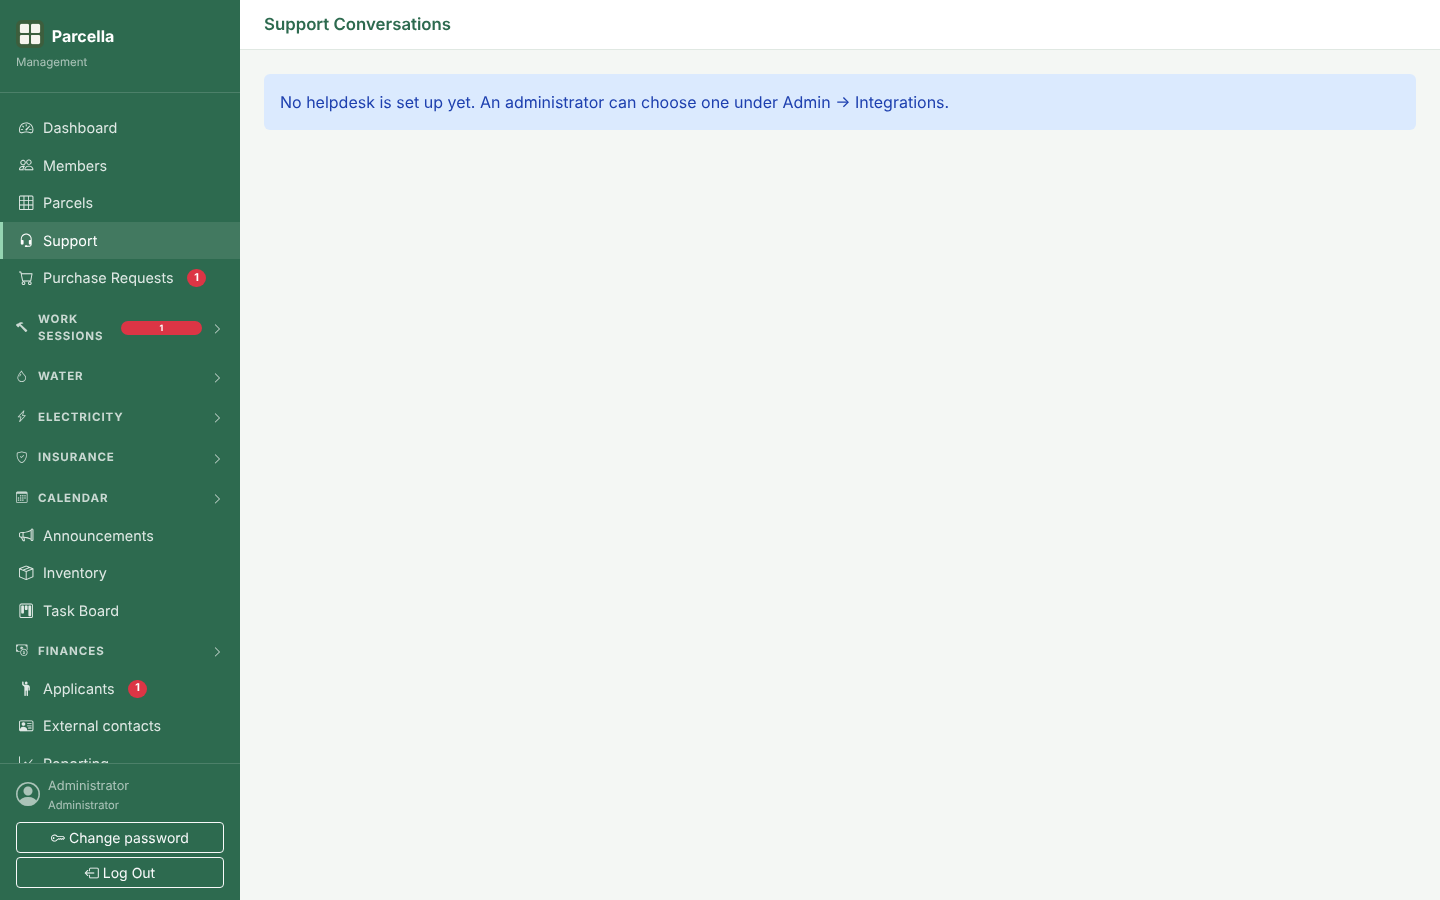 Parcella
Management
Support Conversations
No helpdesk is set up yet. An administrator can choose one under Admin → Integrations.
Dashboard
Members
Parcels
Support
Purchase Requests 1
WORK
SESSIONS 1
WATER
ELECTRICITY
INSURANCE
CALENDAR
Announcements
Inventory
Task Board
FINANCES
Applicants 1
External contacts
Reporting
Administrator
Administrator
Change password
Log Out